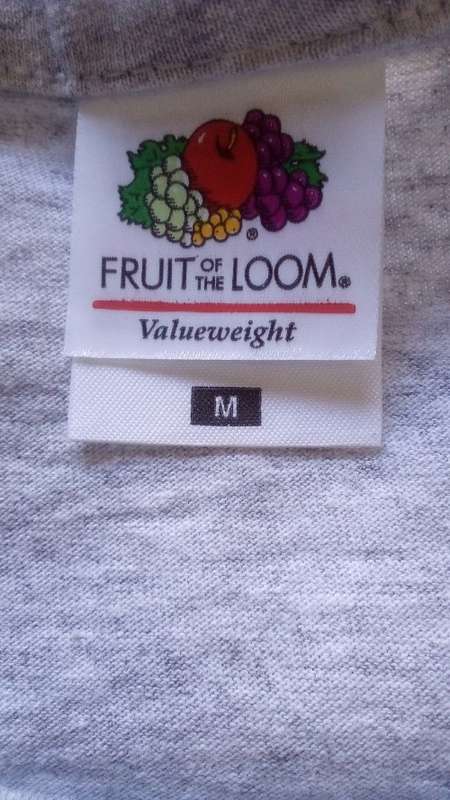 ®
FRUIT OF THE LOOM®
Valueweight
M